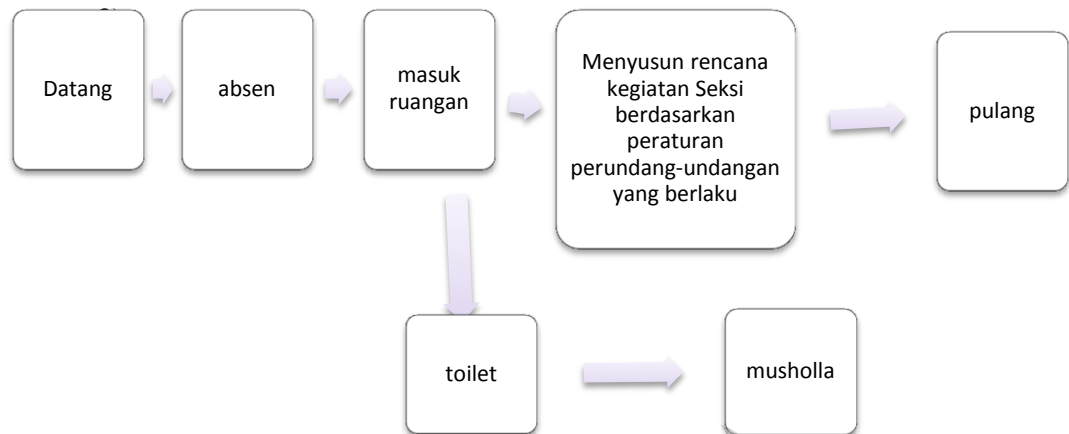 Datang
absen
masuk
ruangan
Menyusun rencana
kegiatan Seksi
berdasarkan
peraturan
perundang-undangan
yang berlaku
pulang
toilet
musholla